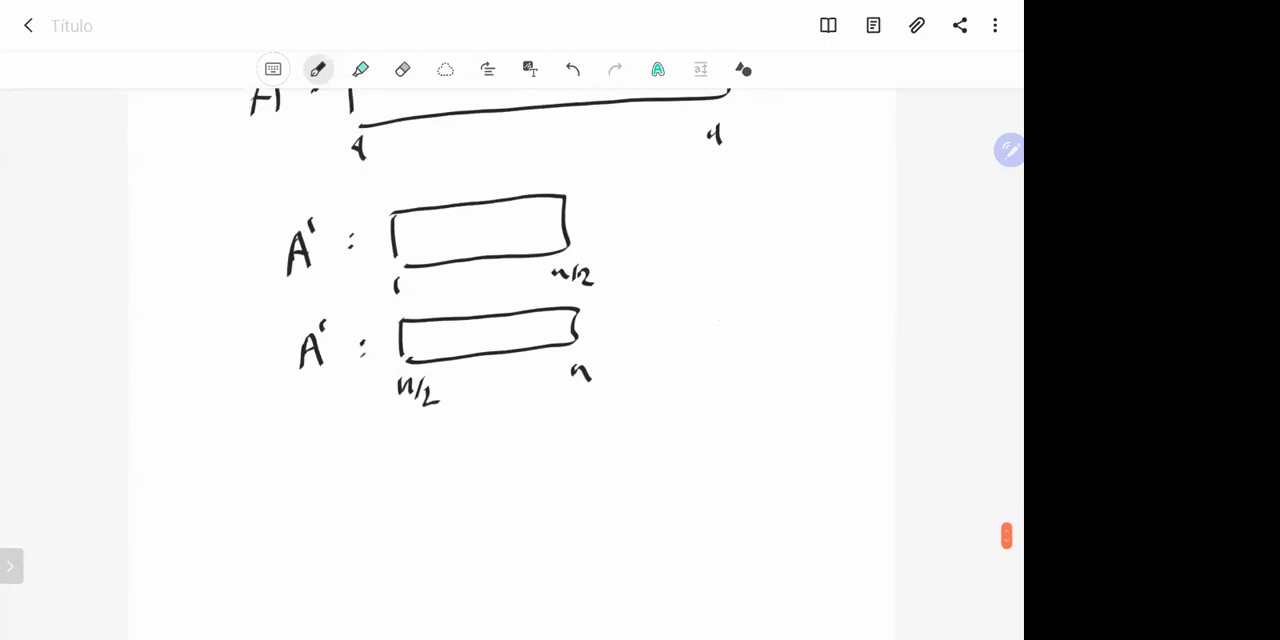 Título
A :
1 n
A' :
1 n/2
A' :
n/2 n